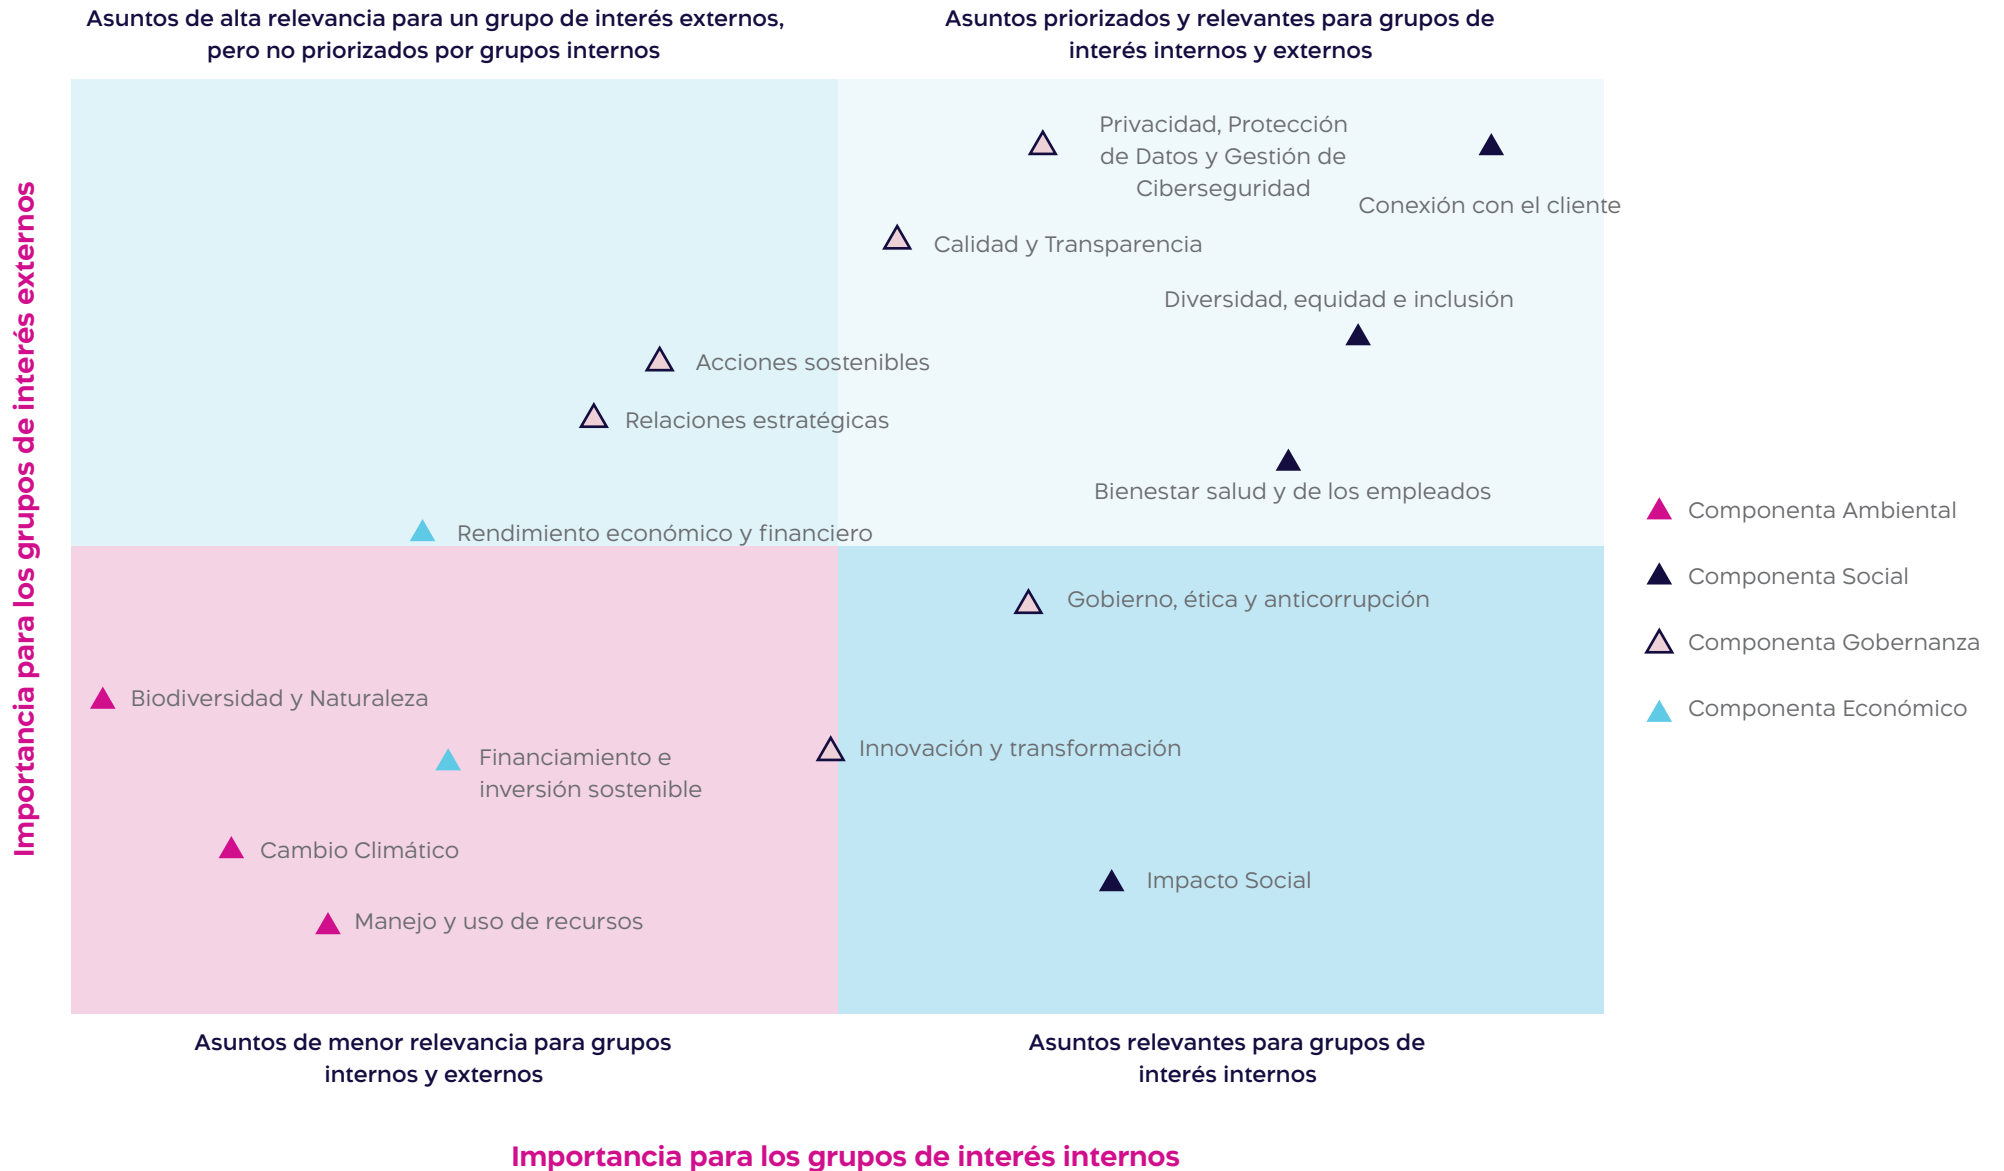 Asuntos de alta relevancia para un grupo de interés externos,
pero no priorizados por grupos internos
Asuntos priorizados y relevantes para grupos de
interés internos y externos
Importancia para los grupos de interés externos
Privacidad, Protección
de Datos y Gestión de
Ciberseguridad
Conexión con el cliente
Calidad y Transparencia
Diversidad, equidad e inclusión
Acciones sostenibles
Relaciones estratégicas
Bienestar salud y de los empleados
Rendimiento económico y financiero
Gobierno, ética y anticorrupción
Biodiversidad y Naturaleza
Innovación y transformación
Financiamiento e
inversión sostenible
Cambio Climático
Impacto Social
Manejo y uso de recursos
Componenta Ambiental
Componenta Social
Componenta Gobernanza
Componenta Económico
Asuntos de menor relevancia para grupos
internos y externos
Asuntos relevantes para grupos de
interés internos
Importancia para los grupos de interés internos